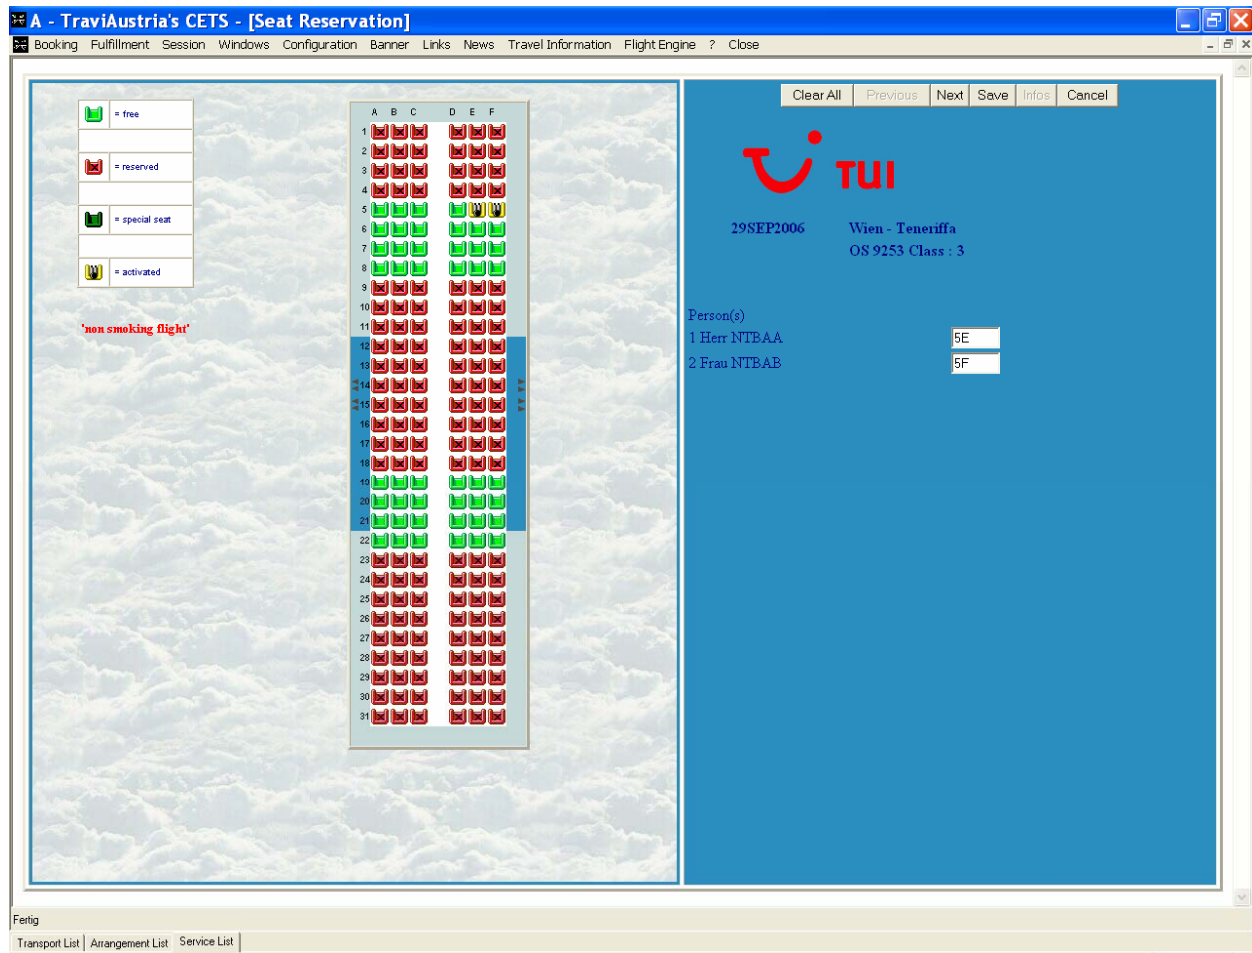 A - TraviAustria's CETS - [Seat Reservation]
Booking Fulfillment Session Windows Configuration Banner Links News Travel Information Flight Engine ? Close
= free
= reserved
= special seat
= activated
'non smoking flight'
A B C D E F
1
2
3
4
5
6
7
8
9
10
11
12
13
14
15
16
17
18
19
20
21
22
23
24
25
26
27
28
29
30
31
Clear All Previous Next Save Infos Cancel
TUI
29SEP2006 Wien - Teneriffa
OS 9253 Class : 3
Person(s)
1 Herr NTBAA 5E
2 Frau NTBAB 5F
Fertig
Transport List Arrangement List Service List